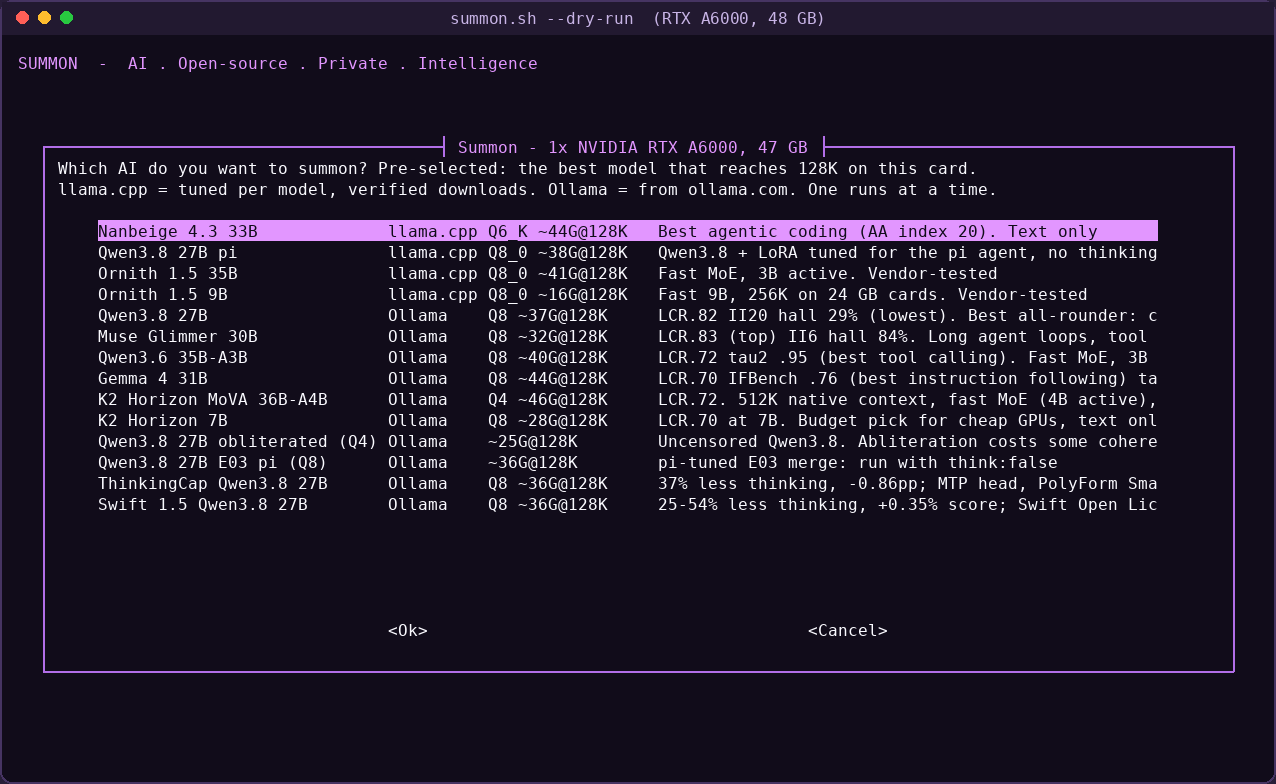 summon.sh --dry-run  (RTX A6000, 48 GB)
SUMMON  -  AI . Open-source . Private . Intelligence
Summon - 1x NVIDIA RTX A6000, 47 GB
Which AI do you want to summon? Pre-selected: the best model that reaches 128K on this card.
llama.cpp = tuned per model, verified downloads. Ollama = from ollama.com. One runs at a time.
Nanbeige 4.3 33B             llama.cpp Q6_K ~44G@128K   Best agentic coding (AA index 20). Text only
Qwen3.8 27B pi               llama.cpp Q8_0 ~38G@128K   Qwen3.8 + LoRA tuned for the pi agent, no thinking
Ornith 1.5 35B               llama.cpp Q8_0 ~41G@128K   Fast MoE, 3B active. Vendor-tested
Ornith 1.5 9B                llama.cpp Q8_0 ~16G@128K   Fast 9B, 256K on 24 GB cards. Vendor-tested
Qwen3.8 27B                  Ollama    Q8 ~37G@128K     LCR.82 II20 hall 29% (lowest). Best all-rounder: c
Muse Glimmer 30B             Ollama    Q8 ~32G@128K     LCR.83 (top) II6 hall 84%. Long agent loops, tool
Qwen3.6 35B-A3B              Ollama    Q8 ~40G@128K     LCR.72 tau2 .95 (best tool calling). Fast MoE, 3B
Gemma 4 31B                  Ollama    Q8 ~44G@128K     LCR.70 IFBench .76 (best instruction following) ta
K2 Horizon MoVA 36B-A4B      Ollama    Q4 ~46G@128K     LCR.72. 512K native context, fast MoE (4B active),
K2 Horizon 7B                Ollama    Q8 ~28G@128K     LCR.70 at 7B. Budget pick for cheap GPUs, text onl
Qwen3.8 27B obliterated (Q4) Ollama    ~25G@128K        Uncensored Qwen3.8. Abliteration costs some cohere
Qwen3.8 27B E03 pi (Q8)      Ollama    ~36G@128K        pi-tuned E03 merge: run with think:false
ThinkingCap Qwen3.8 27B      Ollama    Q8 ~36G@128K     37% less thinking, -0.86pp; MTP head, PolyForm Sma
Swift 1.5 Qwen3.8 27B        Ollama    Q8 ~36G@128K     25-54% less thinking, +0.35% score; Swift Open Lic
<Ok>                                      <Cancel>